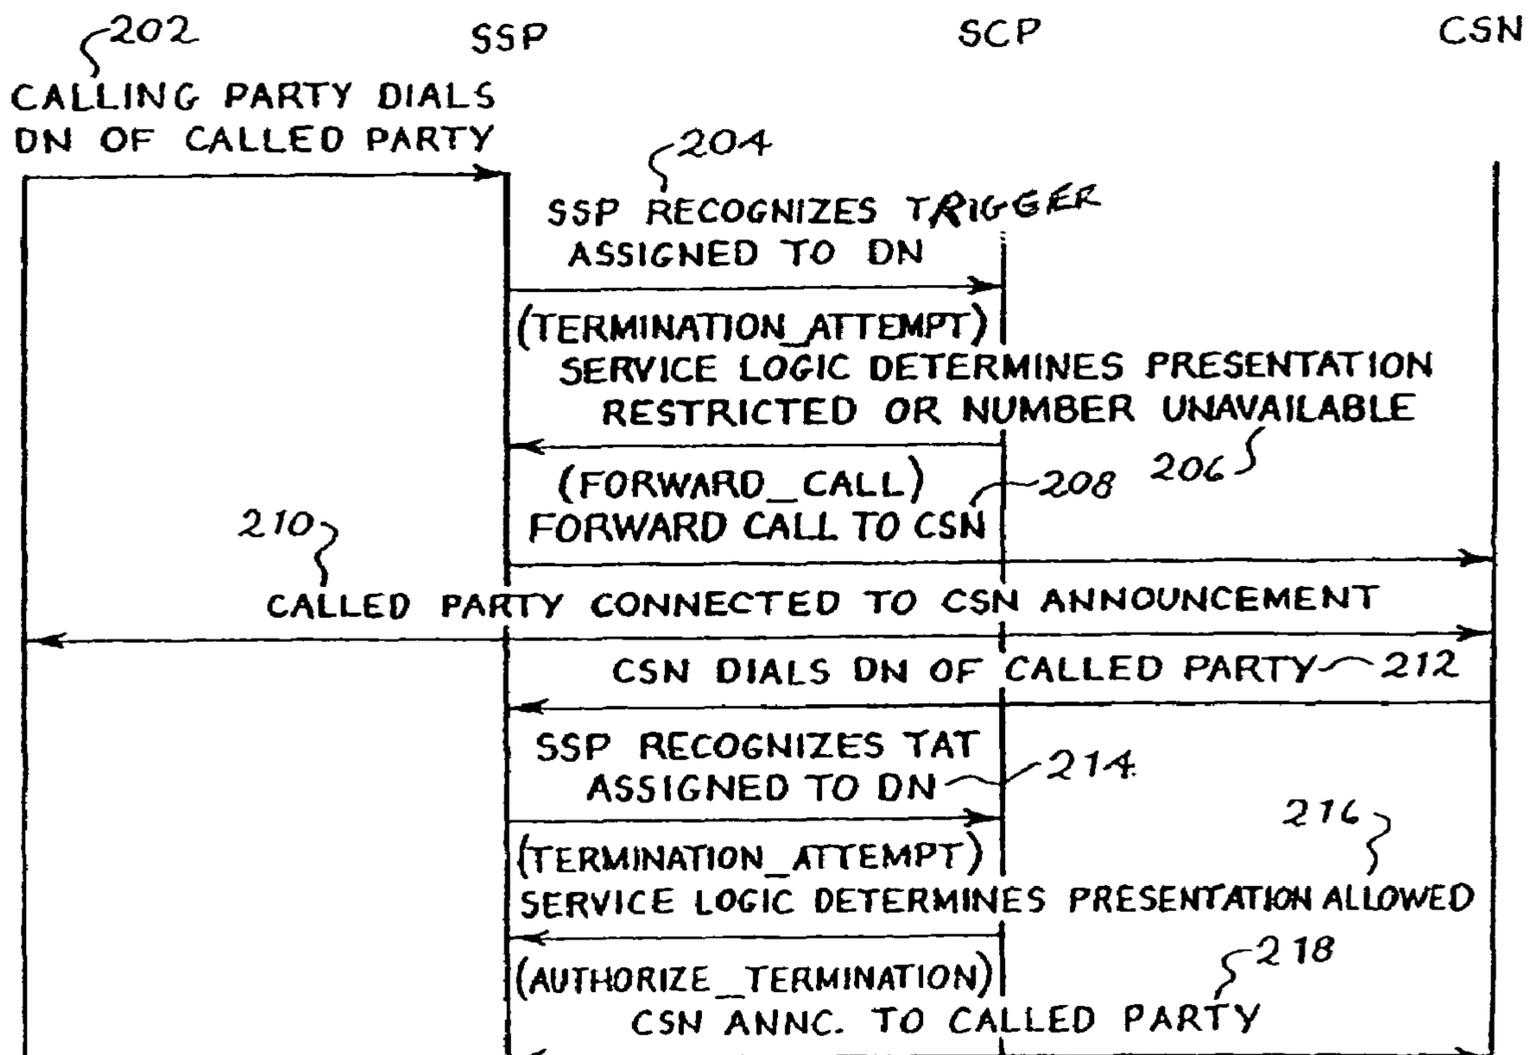 202
SSP
SCP
CSN
CALLING PARTY DIALS
DN OF CALLED PARTY
204
SSP RECOGNIZES TRIGGER
ASSIGNED TO DN
(TERMINATION_ATTEMPT)
SERVICE LOGIC DETERMINES PRESENTATION
RESTRICTED OR NUMBER UNAVAILABLE
206
(FORWARD_CALL)
208
FORWARD CALL TO CSN
210
CALLED PARTY CONNECTED TO CSN ANNOUNCEMENT
CSN DIALS DN OF CALLED PARTY 212
SSP RECOGNIZES TAT
ASSIGNED TO DN 214
216
(TERMINATION_ATTEMPT)
SERVICE LOGIC DETERMINES PRESENTATION ALLOWED
218
(AUTHORIZE_TERMINATION)
CSN ANNC. TO CALLED PARTY